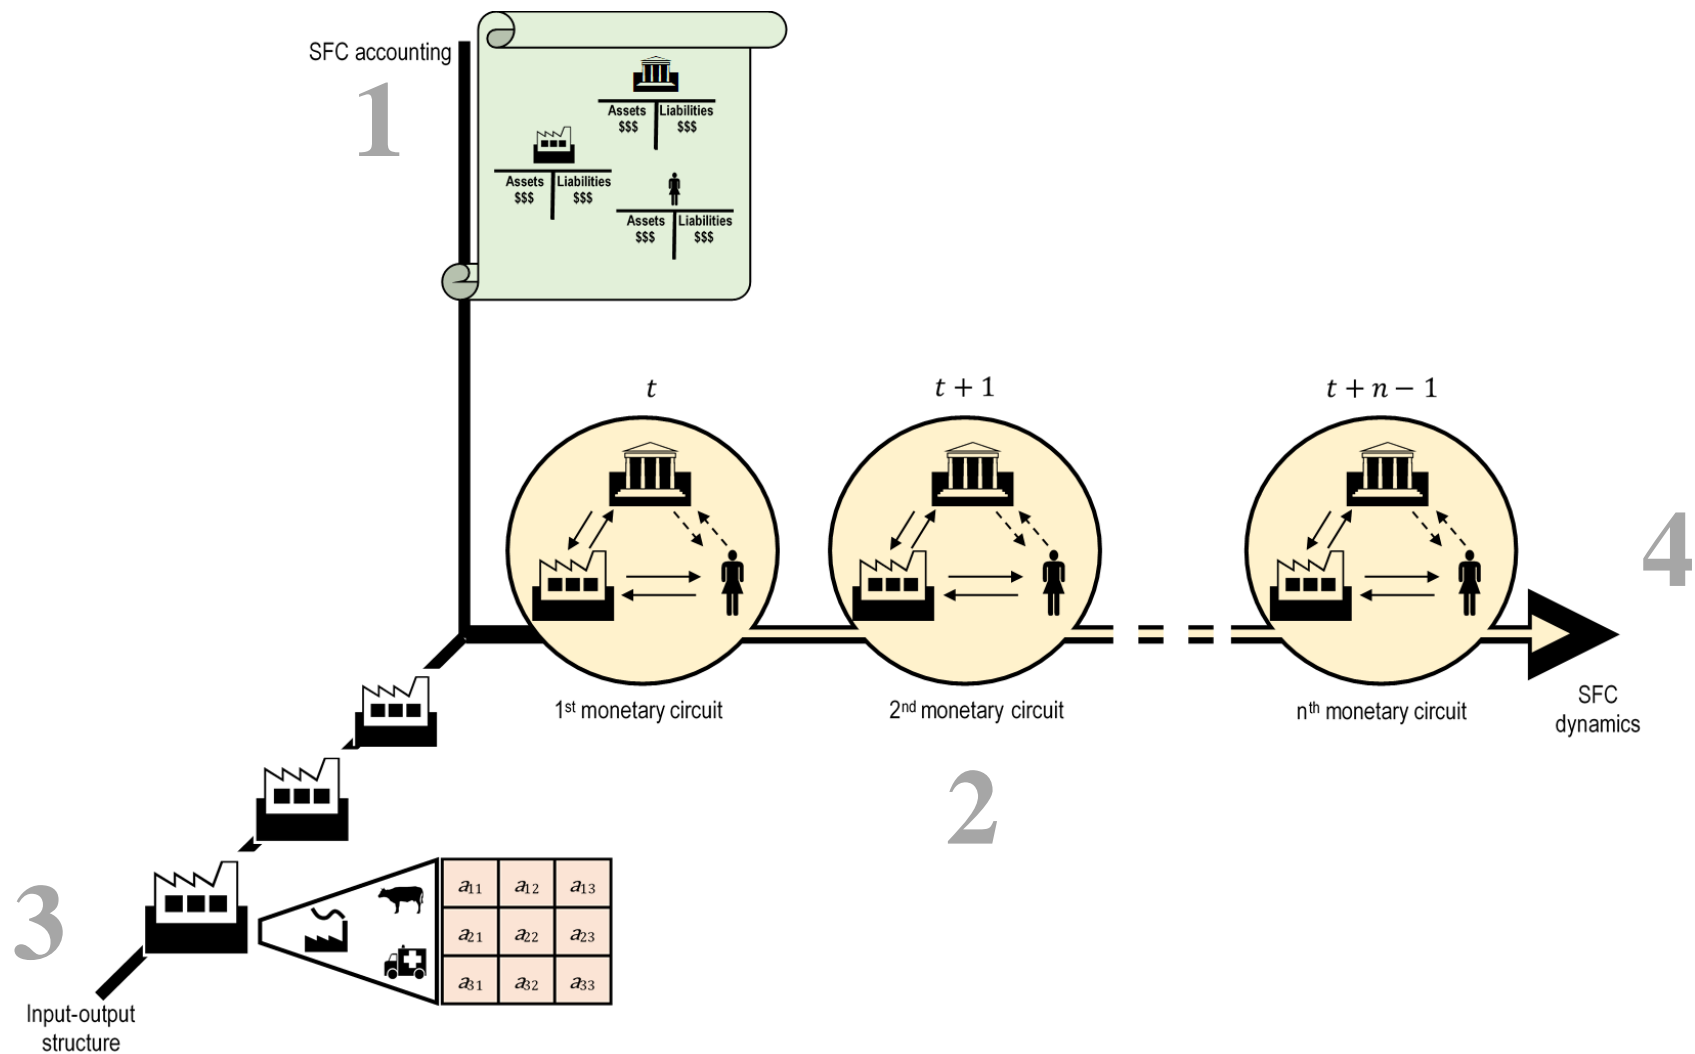 SFC accounting
1
Assets Liabilities
$$$ $$$
Assets Liabilities
$$$ $$$
Assets Liabilities
$$$ $$$
t
t + 1
t + n − 1
4
1st monetary circuit
2nd monetary circuit
nth monetary circuit
SFC
dynamics
2
3
a11 a12 a13
a21 a22 a23
a31 a32 a33
Input-output
structure